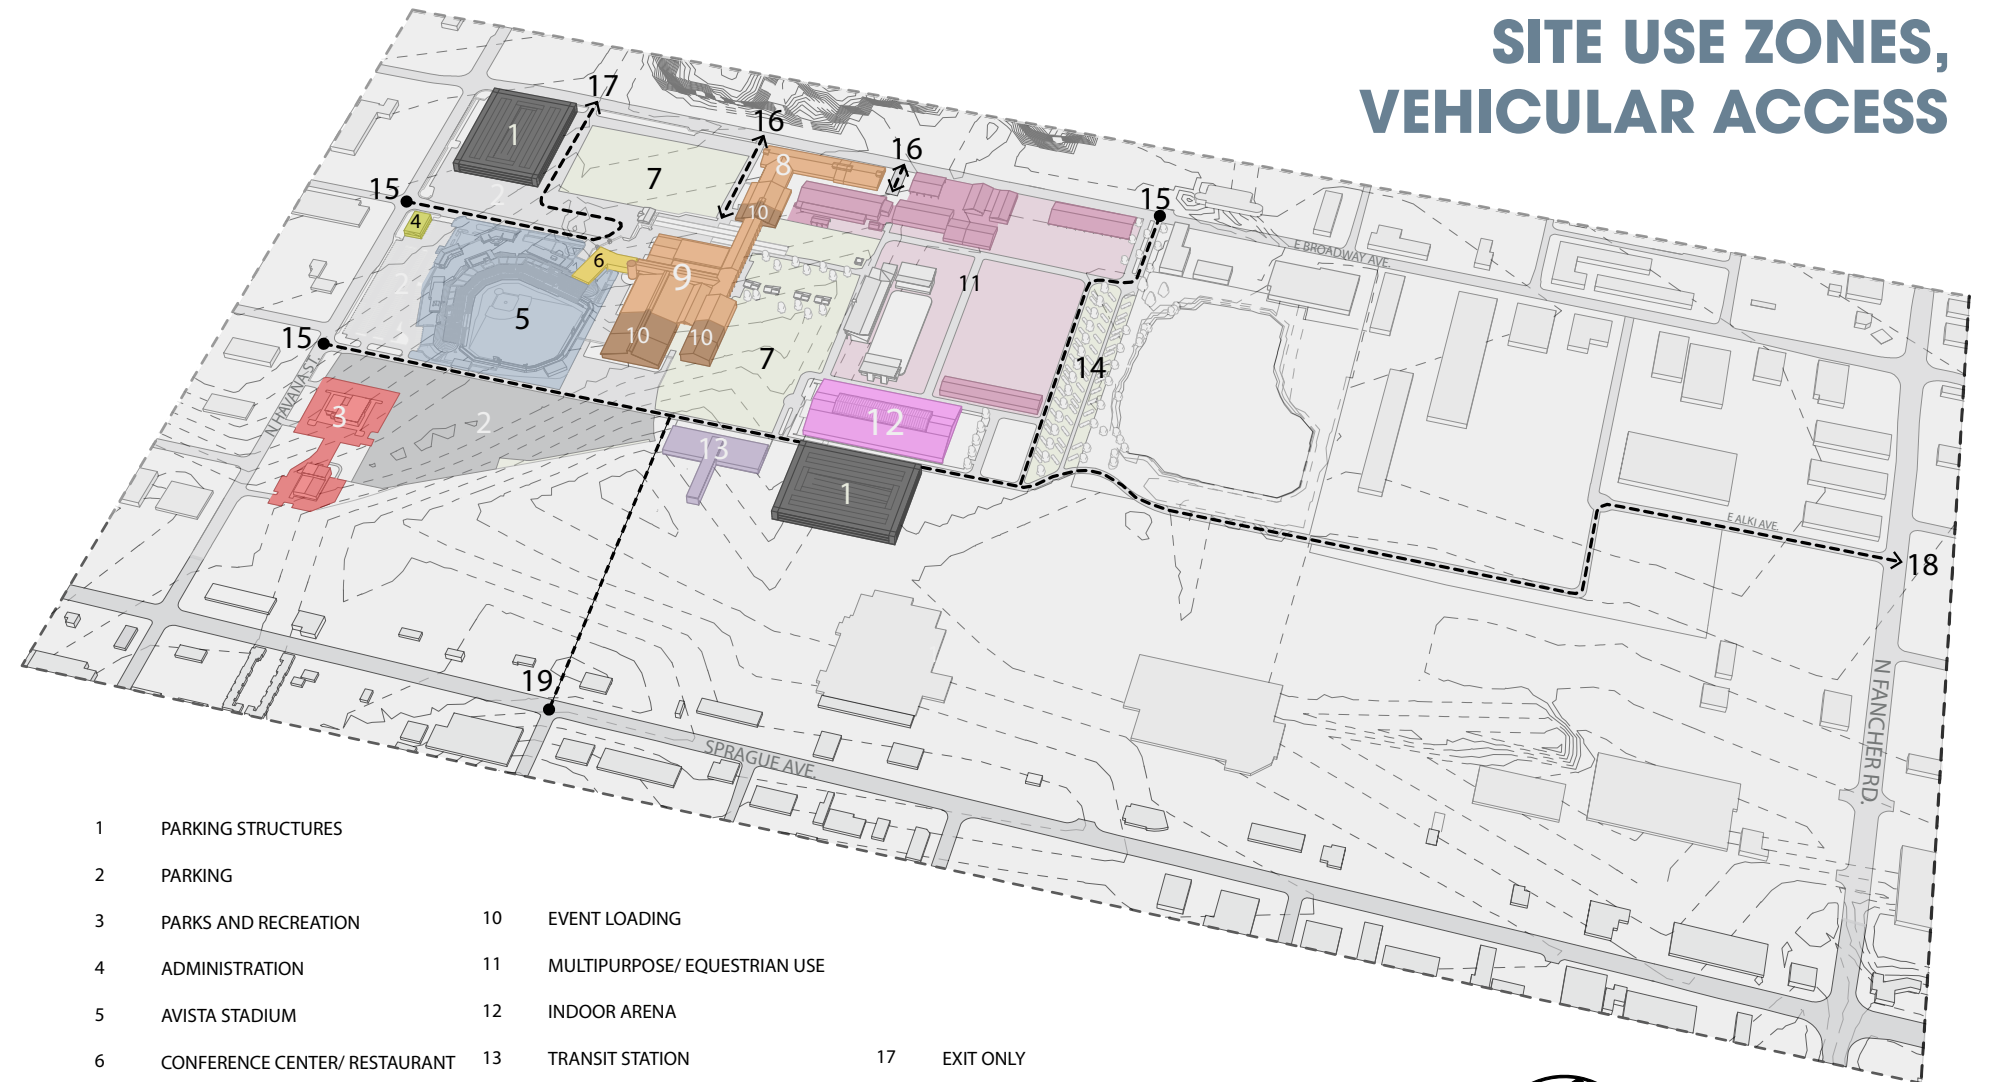 SITE USE ZONES,
VEHICULAR ACCESS
17
1
16
16
8
7
15
2
4
10
15
6
E BROADWAY AVE.
9
11
2
5
10
10
15
7
14
N HAVANA ST.
3
2
12
13
1
E ALKI AVE.
18
19
N FANCHER RD.
SPRAGUE AVE.
1 PARKING STRUCTURES
2 PARKING
3 PARKS AND RECREATION
4 ADMINISTRATION
5 AVISTA STADIUM
6 CONFERENCE CENTER/ RESTAURANT
10 EVENT LOADING
11 MULTIPURPOSE/ EQUESTRIAN USE
12 INDOOR ARENA
13 TRANSIT STATION
17 EXIT ONLY